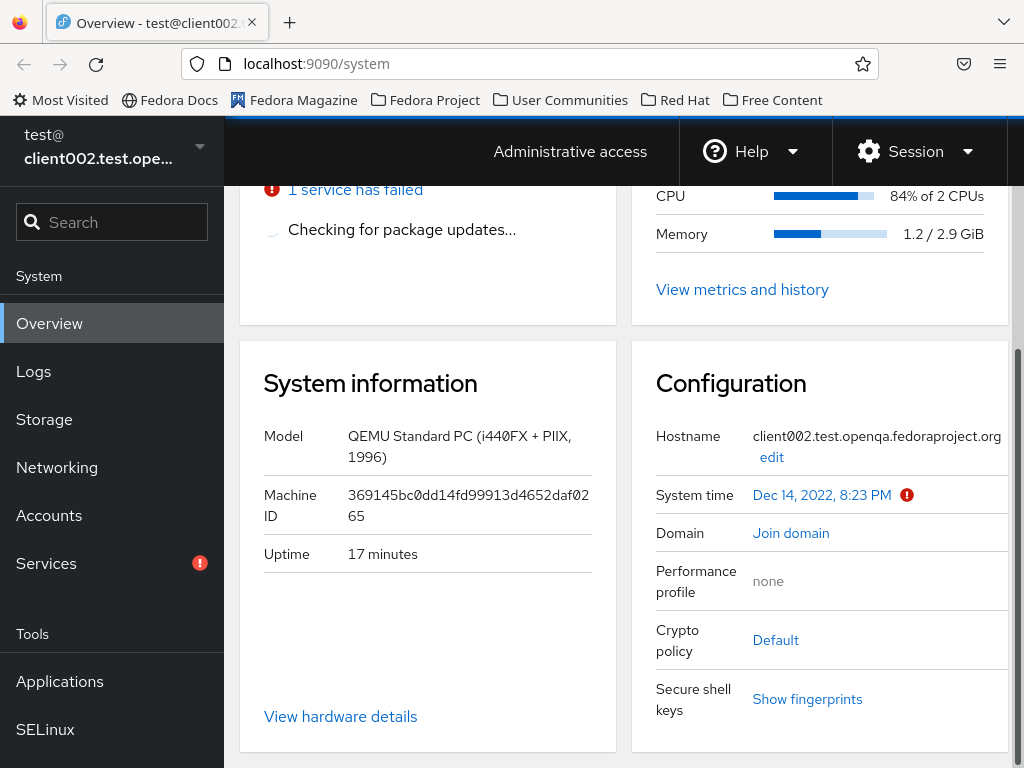 Overview - test@client002.t
localhost:9090/system
Most Visited
Fedora Docs
Fedora Magazine
Fedora Project
User Communities
Red Hat
Free Content
test@
client002.test.ope...
Administrative access
Help
Session
Search
System
Overview
Logs
Storage
Networking
Accounts
Services
Tools
Applications
SELinux
1 service has failed
Checking for package updates...
CPU
84% of 2 CPUs
Memory
1.2 / 2.9 GiB
View metrics and history
System information
Model
QEMU Standard PC (i440FX + PIIX,
1996)
Machine
ID
369145bc0dd14fd99913d4652daf02
65
Uptime
17 minutes
View hardware details
Configuration
Hostname
client002.test.openqa.fedoraproject.org
edit
System time
Dec 14, 2022, 8:23 PM
Domain
Join domain
Performance
profile
none
Crypto
policy
Default
Secure shell
keys
Show fingerprints